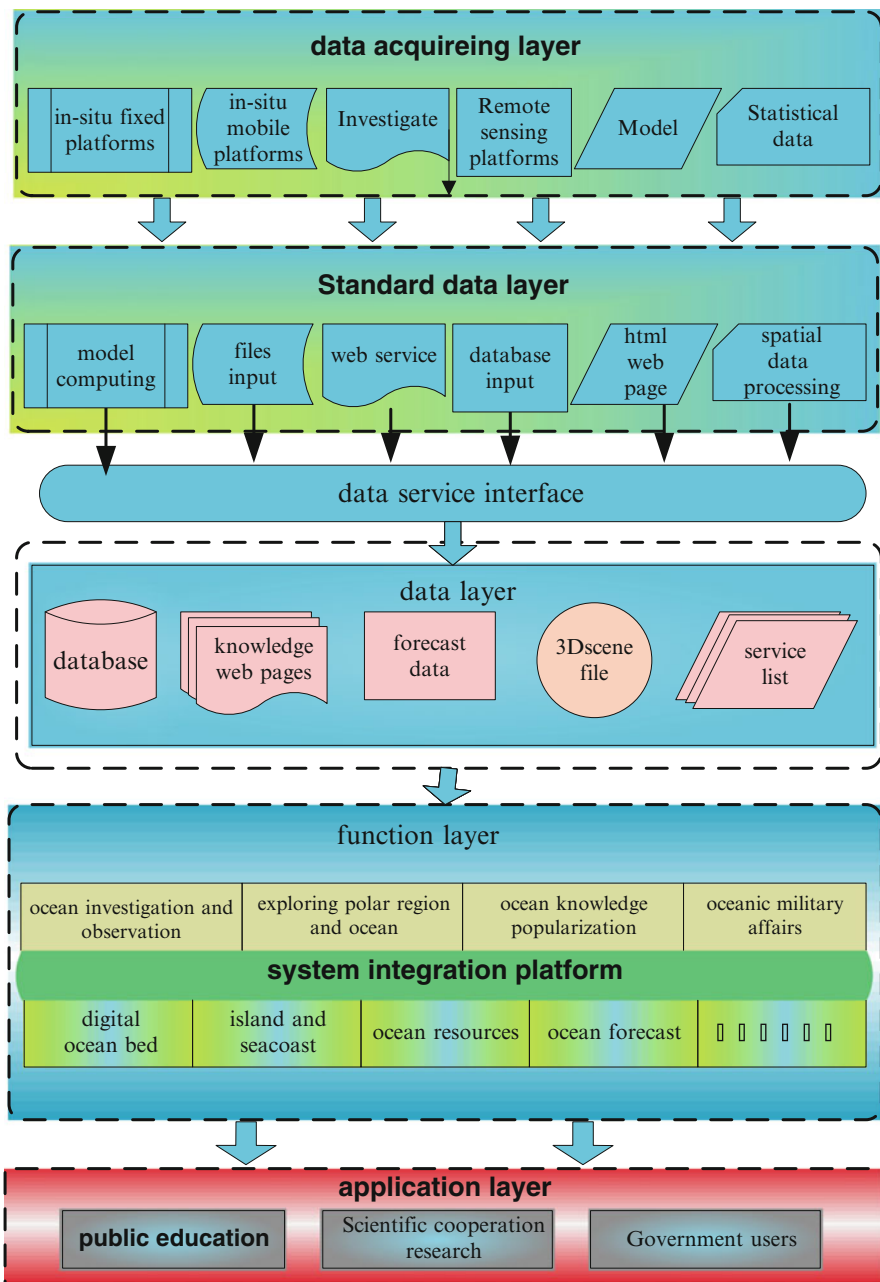 data acquireing layer
in-situ fixed
platforms
in-situ
mobile
platforms
Investigate
Remote
sensing
platforms
Model
Statistical
data
Standard data layer
model
computing
files
input
web service
database
input
html
web
page
spatial
data
processing
data service interface
data layer
database
knowledge
web pages
forecast
data
3Dscene
file
service
list
function layer
ocean investigation and
observation
exploring polar region
and ocean
ocean knowledge
popularization
oceanic military
affairs
system integration platform
digital
ocean bed
island and
seacoast
ocean resources
ocean forecast
application layer
public education
Scientific cooperation
research
Government users